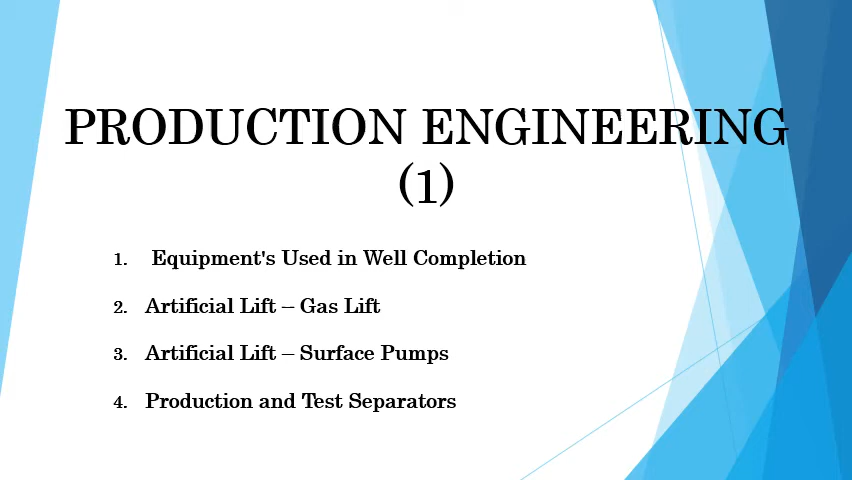 PRODUCTION ENGINEERING
(1)
1. Equipment's Used in Well Completion
2. Artificial Lift – Gas Lift
3. Artificial Lift – Surface Pumps
4. Production and Test Separators